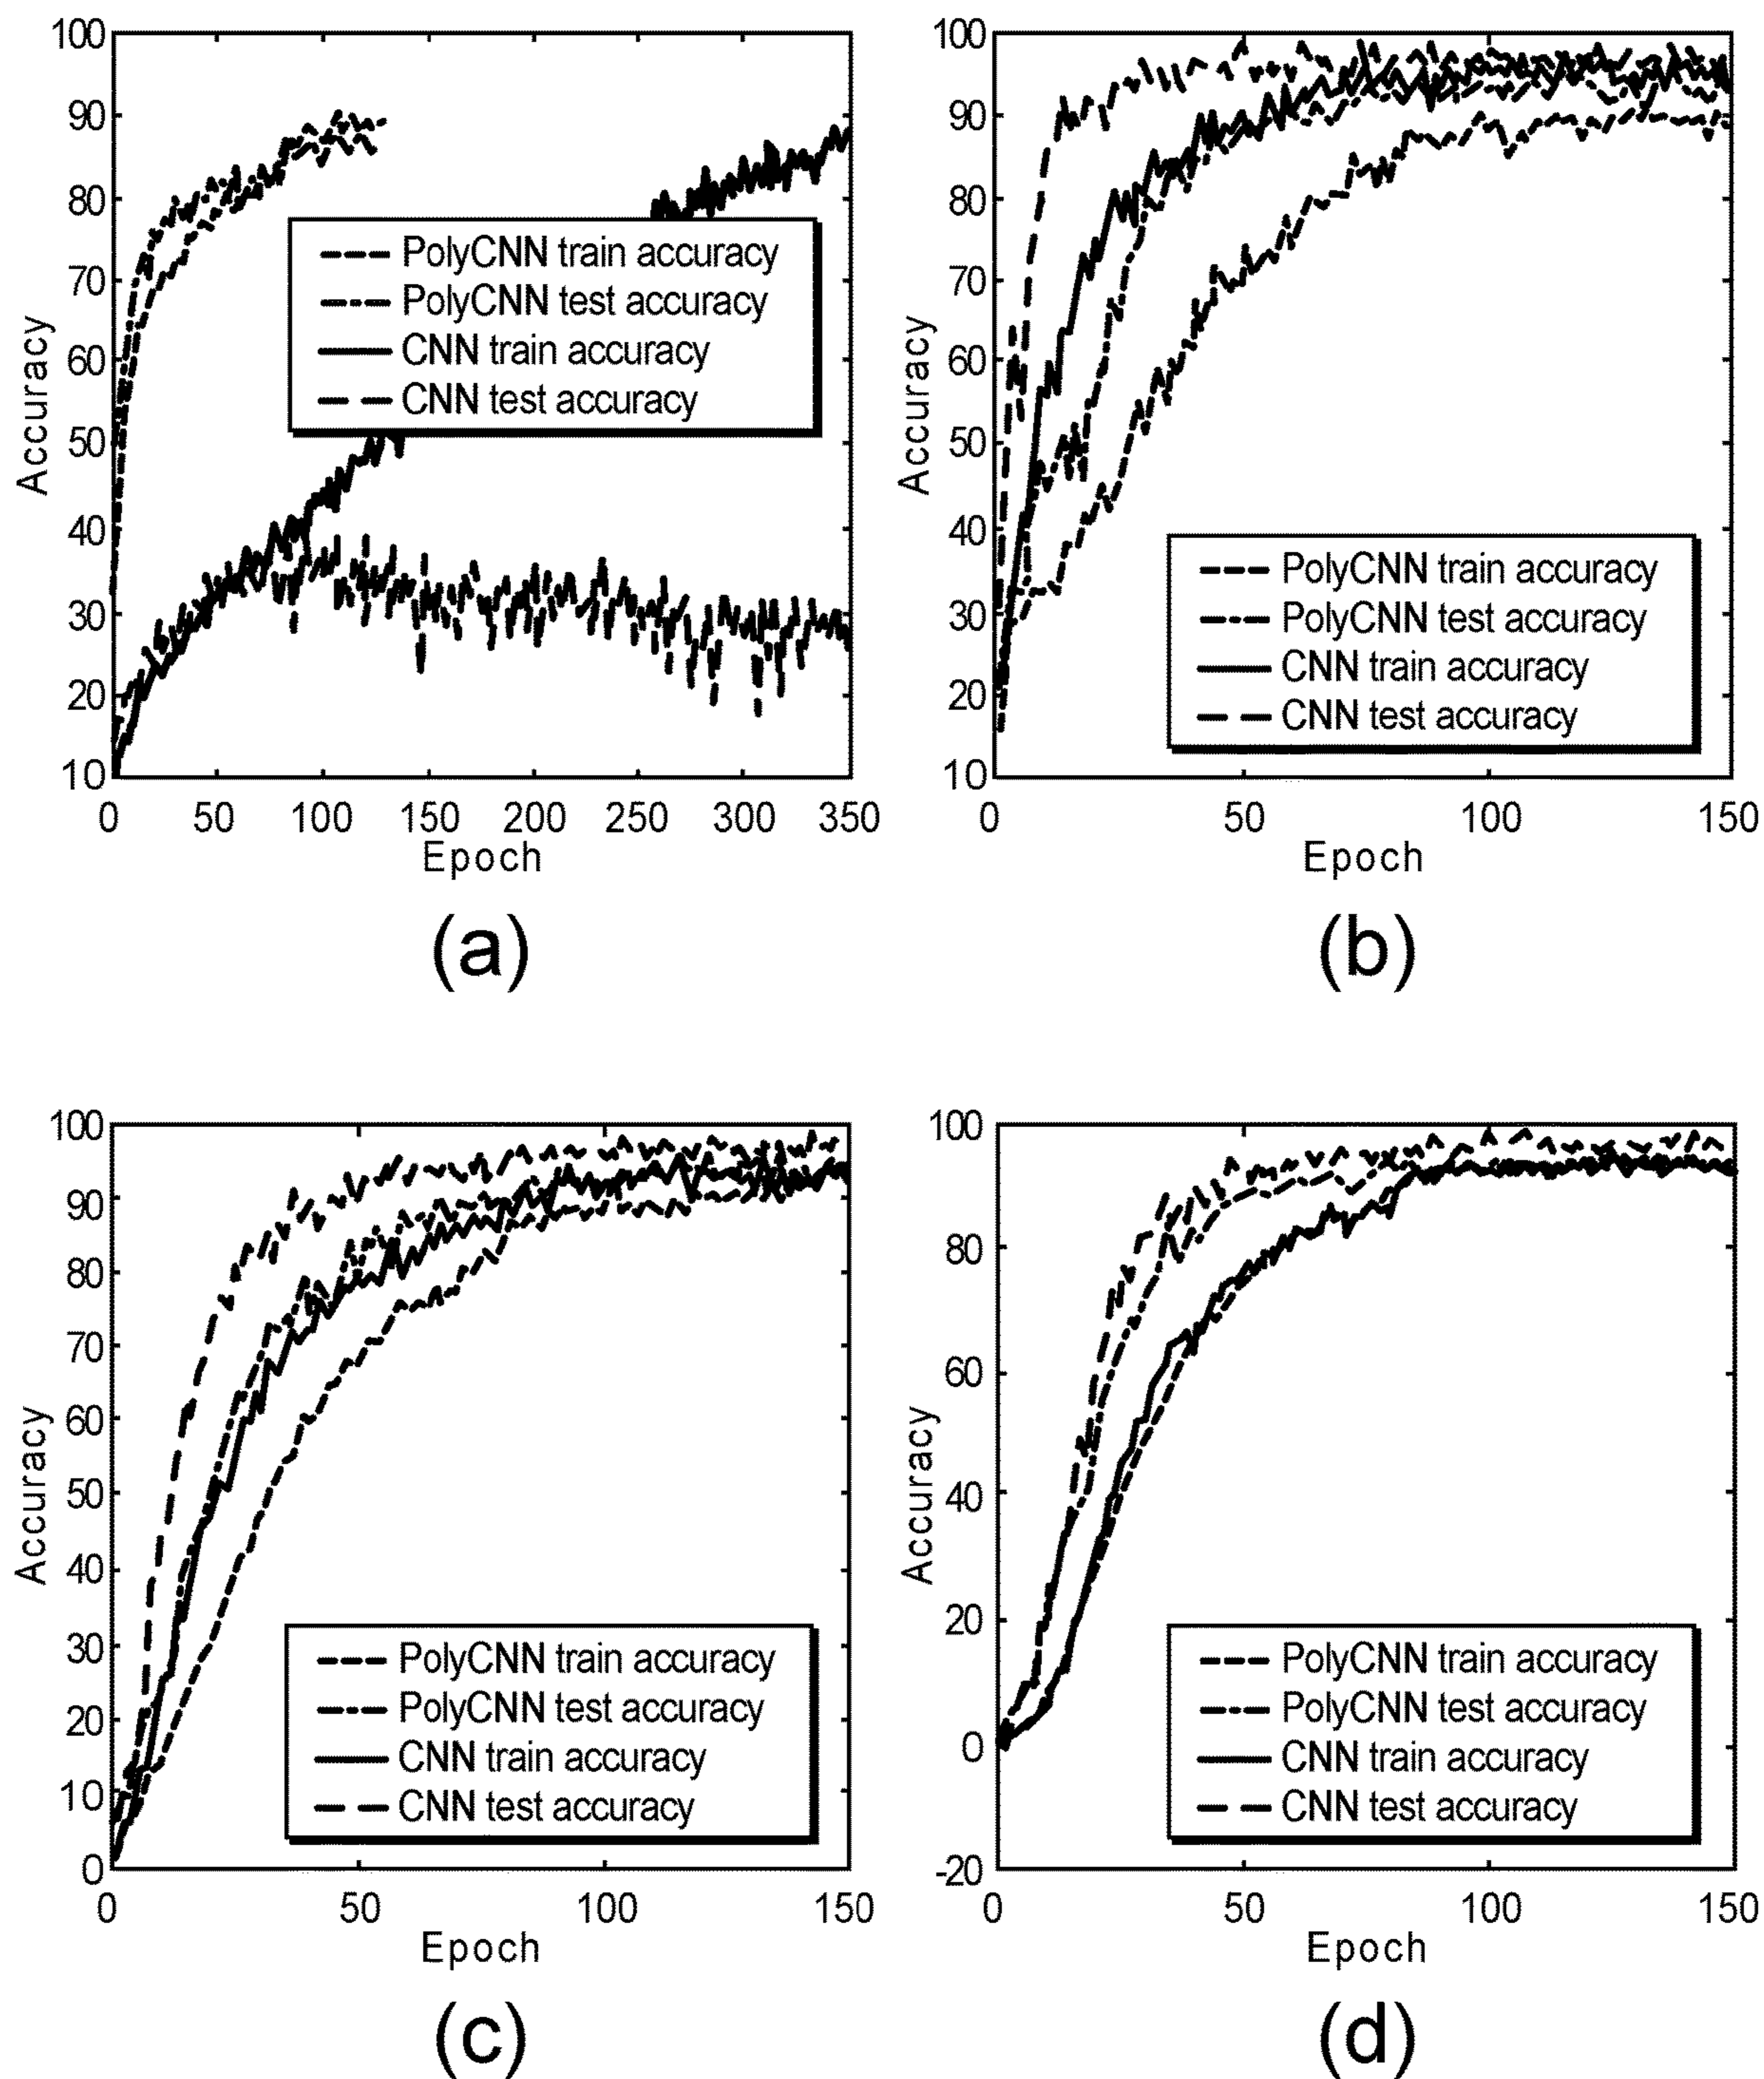 100
90
80
70
60
50
40
30
20
10
Accuracy
PolyCNN train accuracy
PolyCNN test accuracy
CNN train accuracy
CNN test accuracy
0 50 100 150 200 250 300 350
Epoch
(a)
100
90
80
70
60
50
40
30
20
10
Accuracy
PolyCNN train accuracy
PolyCNN test accuracy
CNN train accuracy
CNN test accuracy
0 50 100 150
Epoch
(b)
100
90
80
70
60
50
40
30
20
10
0
Accuracy
PolyCNN train accuracy
PolyCNN test accuracy
CNN train accuracy
CNN test accuracy
0 50 100 150
Epoch
(c)
100
80
60
40
20
0
-20
Accuracy
PolyCNN train accuracy
PolyCNN test accuracy
CNN train accuracy
CNN test accuracy
0 50 100 150
Epoch
(d)